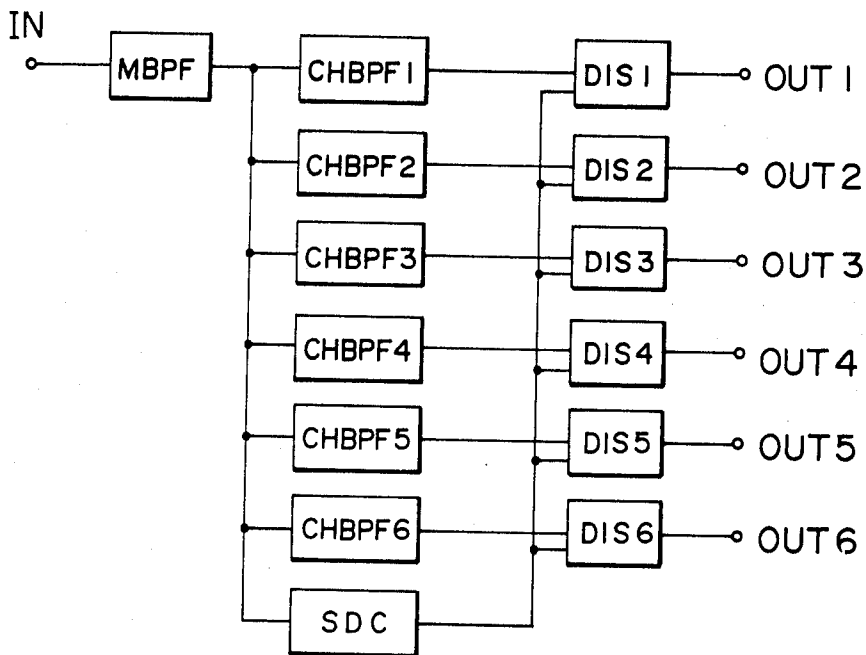 IN
MBPF CHBPF1 DIS1 OUT1
CHBPF2 DIS2 OUT2
CHBPF3 DIS3 OUT3
CHBPF4 DIS4 OUT4
CHBPF5 DIS5 OUT5
CHBPF6 DIS6 OUT6
SDC